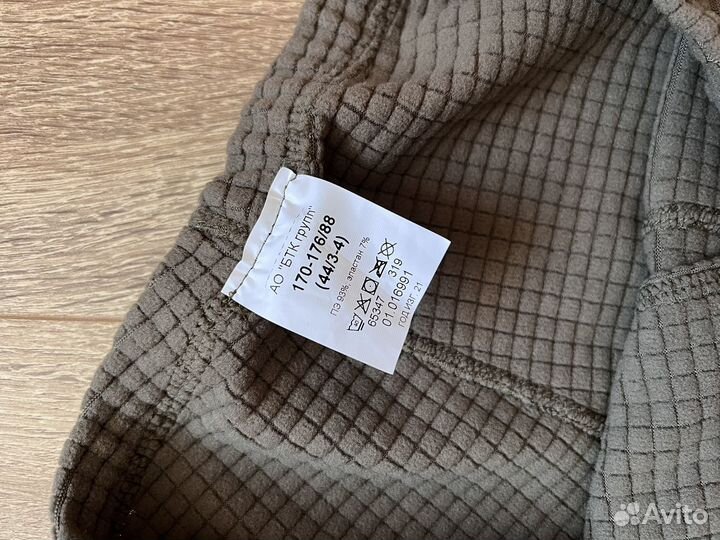 АО "БТК групп"
170-176/88
(44/3-4)
ПЭ 93%, эластан 7%
65347 319
01 016991
год изг. 21
Avito